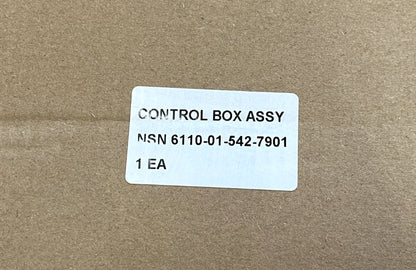 CONTROL BOX ASSY
NSN 6110-01-542-7901
1 EA